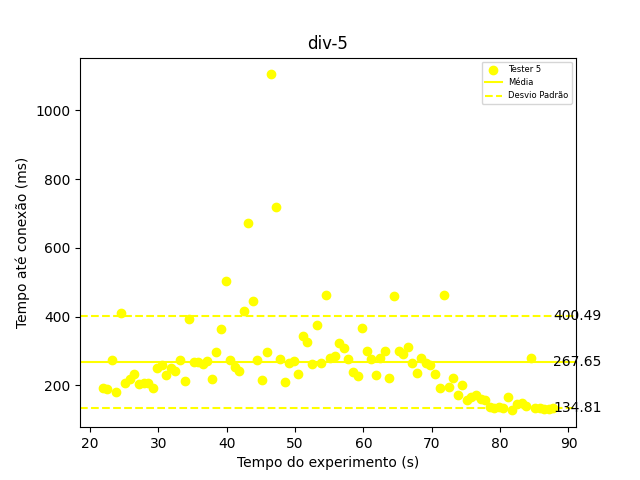 div-5
Tester 5
Média
Desvio Padrão
Tempo até conexão (ms)
1000
800
600
400
200
400.49
267.65
134.81
20 30 40 50 60 70 80 90
Tempo do experimento (s)